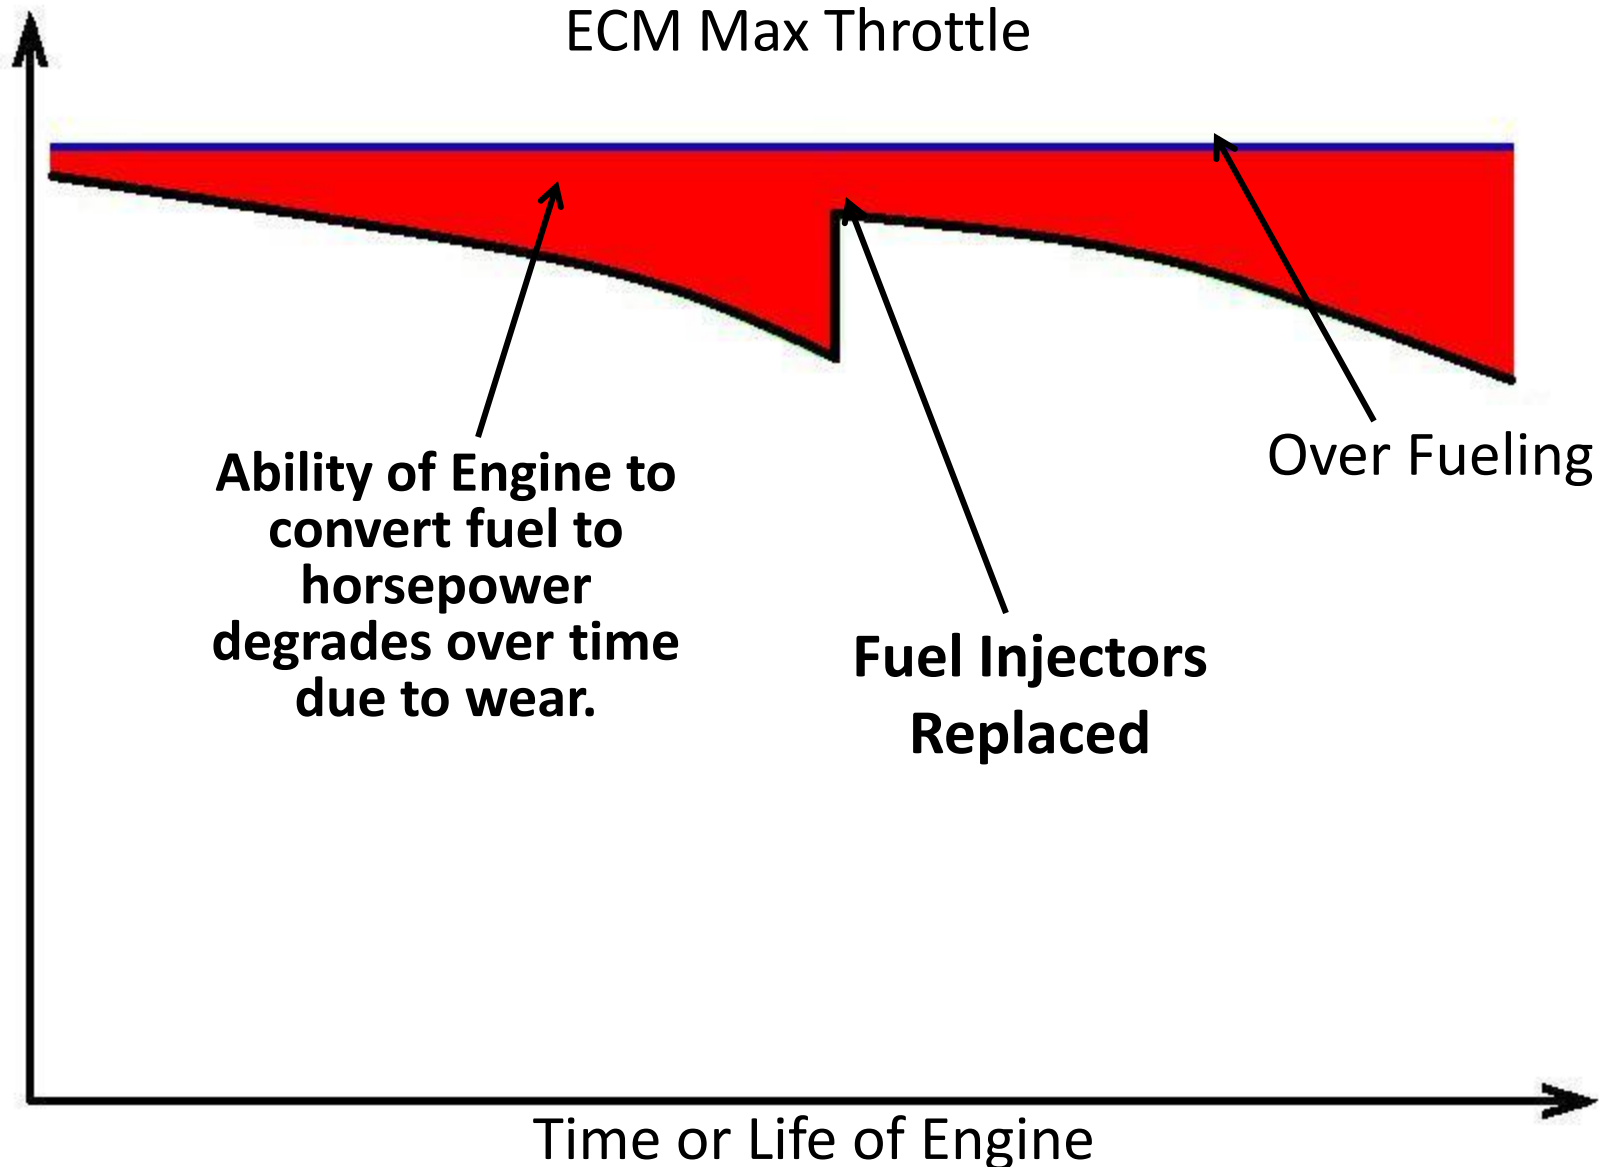 ECM Max Throttle
Over Fueling
Ability of Engine to
convert fuel to
horsepower
degrades over time
due to wear.
Fuel Injectors
Replaced
Time or Life of Engine